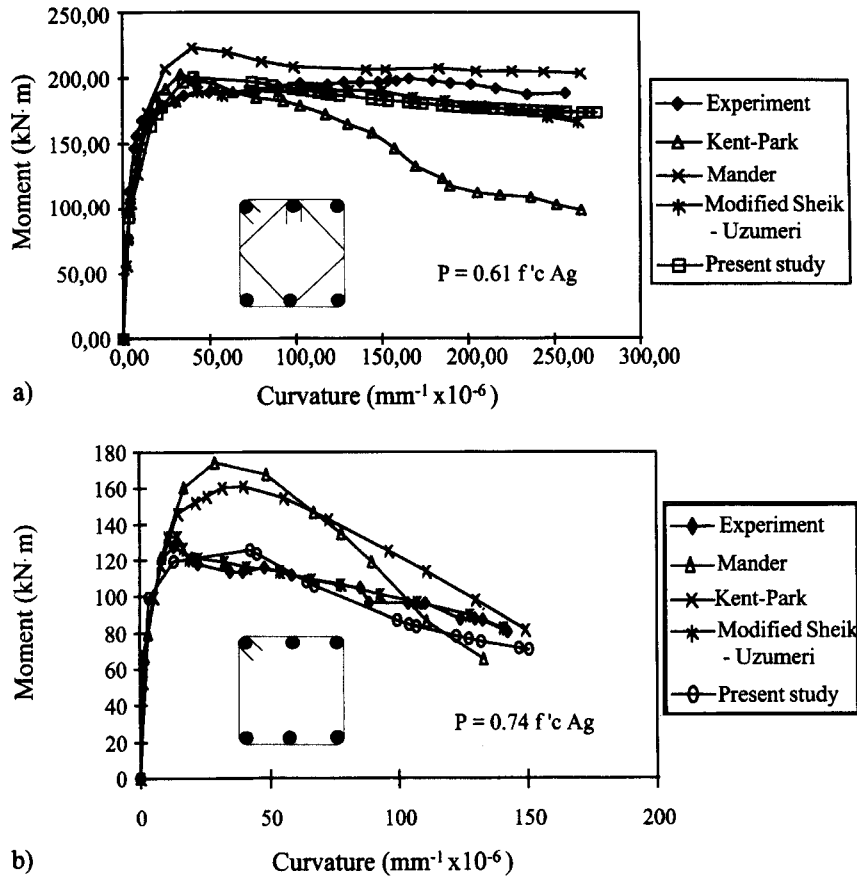 250,00
200,00
150,00
100,00
50,00
0,00
Moment (kN·m)
0,00
50,00
100,00
150,00
200,00
250,00
300,00
Curvature (mm⁻¹ x10⁻⁶)
P = 0.61 f 'c Ag
Experiment
Kent-Park
Mander
Modified Sheik
- Uzumeri
Present study
a)
180
160
140
120
100
80
60
40
20
0
Moment (kN·m)
0
50
100
150
200
Curvature (mm⁻¹ x10⁻⁶)
P = 0.74 f 'c Ag
Experiment
Mander
Kent-Park
Modified Sheik
- Uzumeri
Present study
b)